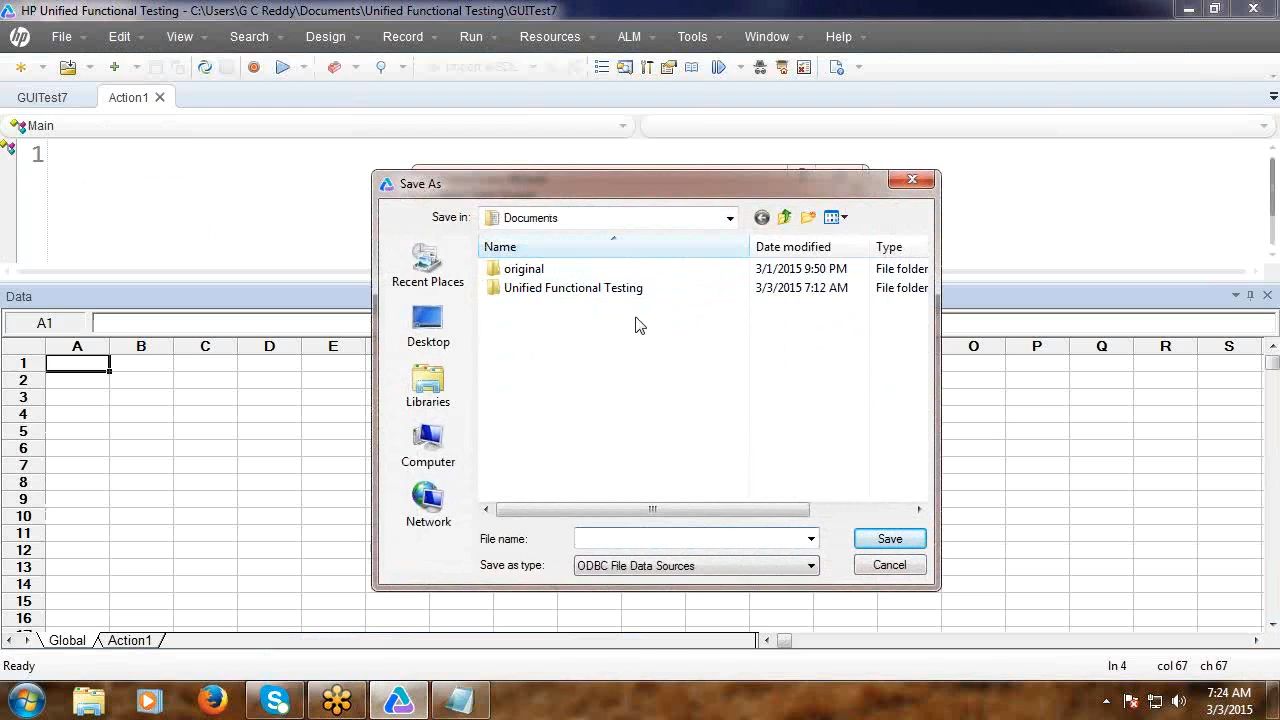 HP Unified Functional Testing - C:\Users\G C Reddy\Documents\Unified Functional Testing\GUITest7
hp File Edit View Search Design Record Run Resources ALM Tools Window Help
GUITest7 Action1
Main
1
Save As
Save in: Documents
Name Date modified Type
original 3/1/2015 9:50 PM File folder
Unified Functional Testing 3/3/2015 7:12 AM File folder
Recent Places
Desktop
Libraries
Computer
Network
File name: Save
Save as type: ODBC File Data Sources Cancel
Data
A1
A B C D E O P Q R S
1
2
3
4
5
6
7
8
9
10
11
12
13
14
15
16
Global Action1
Ready ln 4 col 67 ch 67
7:24 AM
3/3/2015